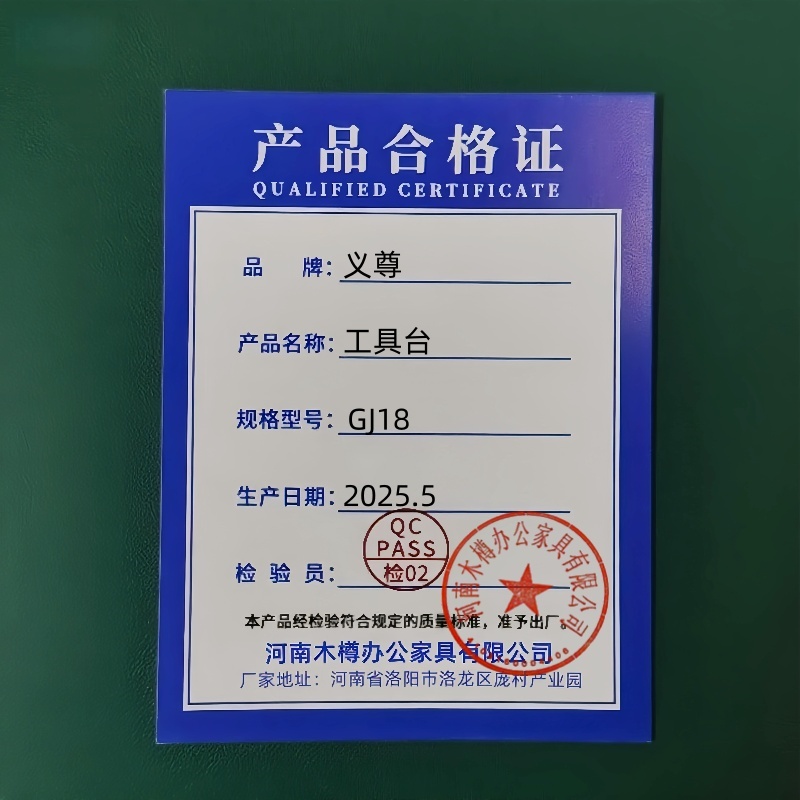 产品合格证
QUALIFIED CERTIFICATE
品 牌：义尊
产品名称：工具台
规格型号：GJ18
生产日期：2025.5
QC
PASS
检02
检 验 员：
河南木樽办公家具有限公司
本产品经检验符合规定的质量标准，准予出厂。
河南木樽办公家具有限公司
厂家地址：河南省洛阳市洛龙区庞村产业园